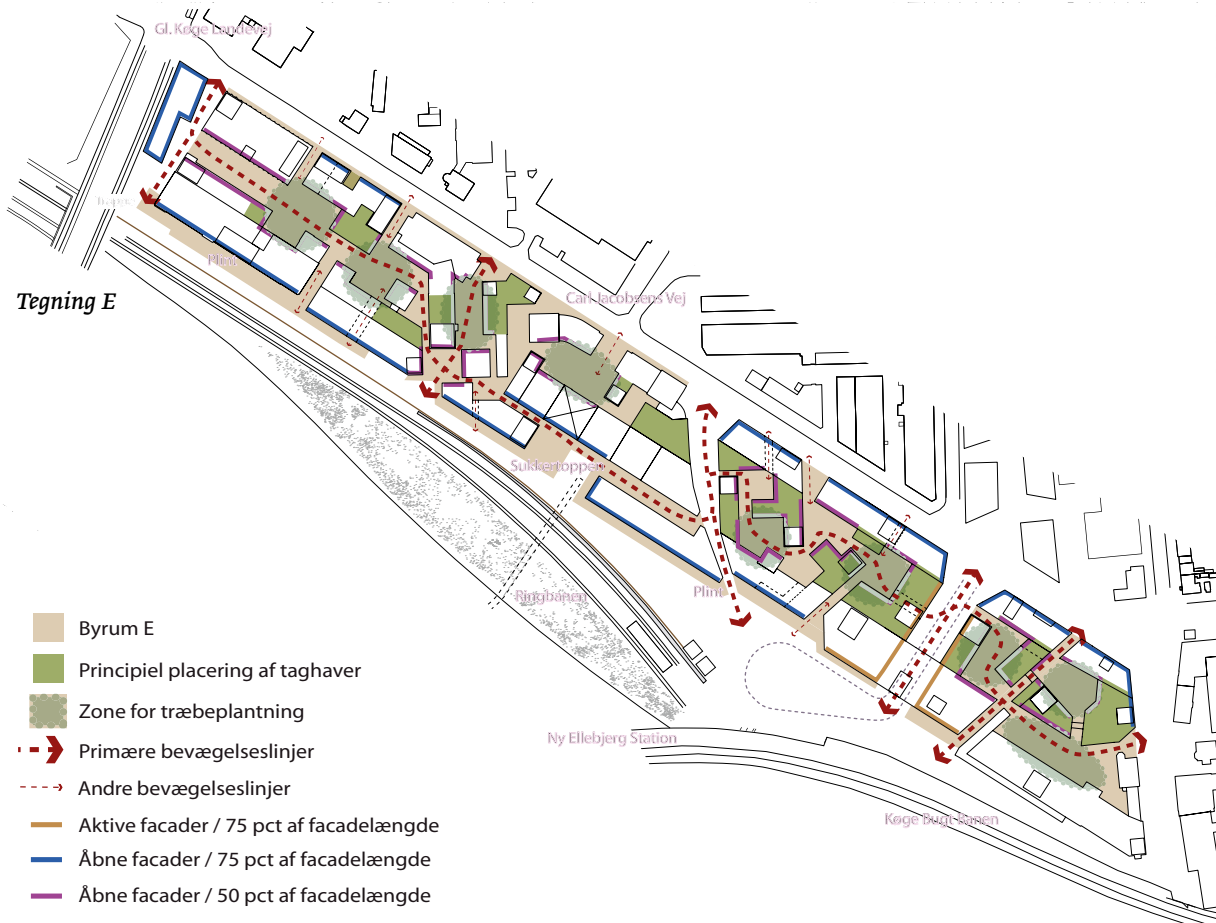 Gl. Køge Landevej
Plint
Tegning E
Carl Jacobsens Vej
Sukkertoppen
Ringbanen
Plint
Ny Ellebjerg Station
Køge Bugt Banen
Byrum E
Principiel placering af taghaver
Zone for træbeplantning
Primære bevægelseslinjer
Andre bevægelseslinjer
Aktive facader / 75 pct af facadelængde
Åbne facader / 75 pct af facadelængde
Åbne facader / 50 pct af facadelængde